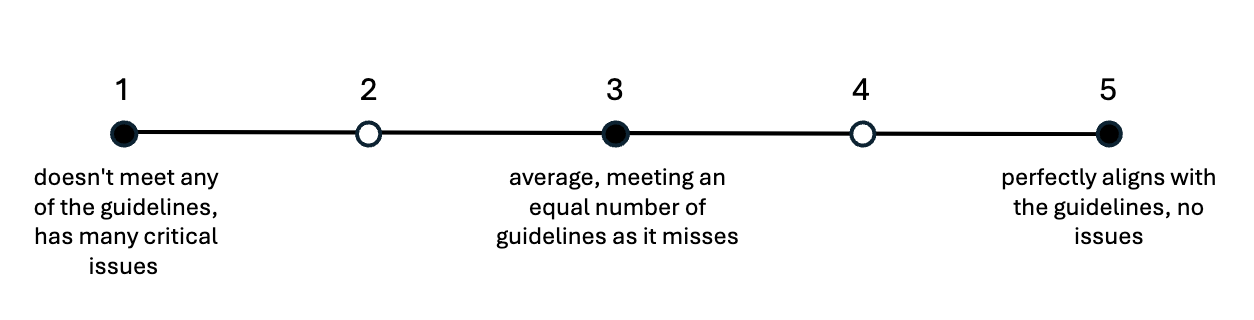 1
2
3
4
5
doesn't meet any
of the guidelines,
has many critical
issues
average, meeting an
equal number of
guidelines as it misses
perfectly aligns with
the guidelines, no
issues